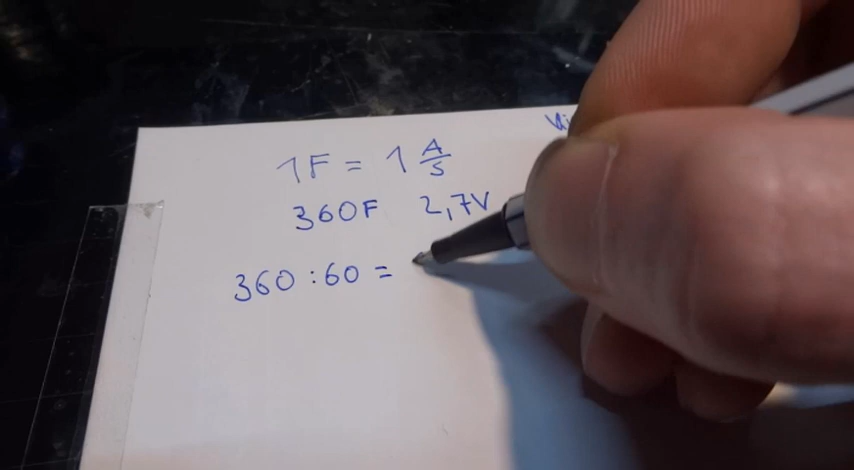 1F = 1 A/S
360F 2,7V
360 : 60 =